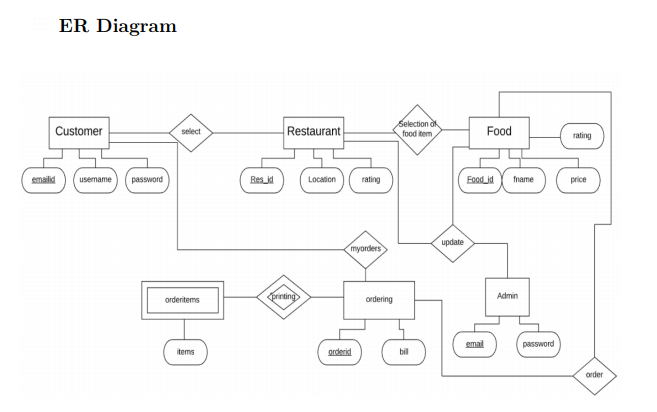 ER Diagram
Customer
select
Restaurant
Selection of
food item
Food
rating
emailid
username
password
Res_id
Location
rating
Food_id
fname
price
myorders
update
orderitems
printing
ordering
Admin
items
orderid
bill
email
password
order